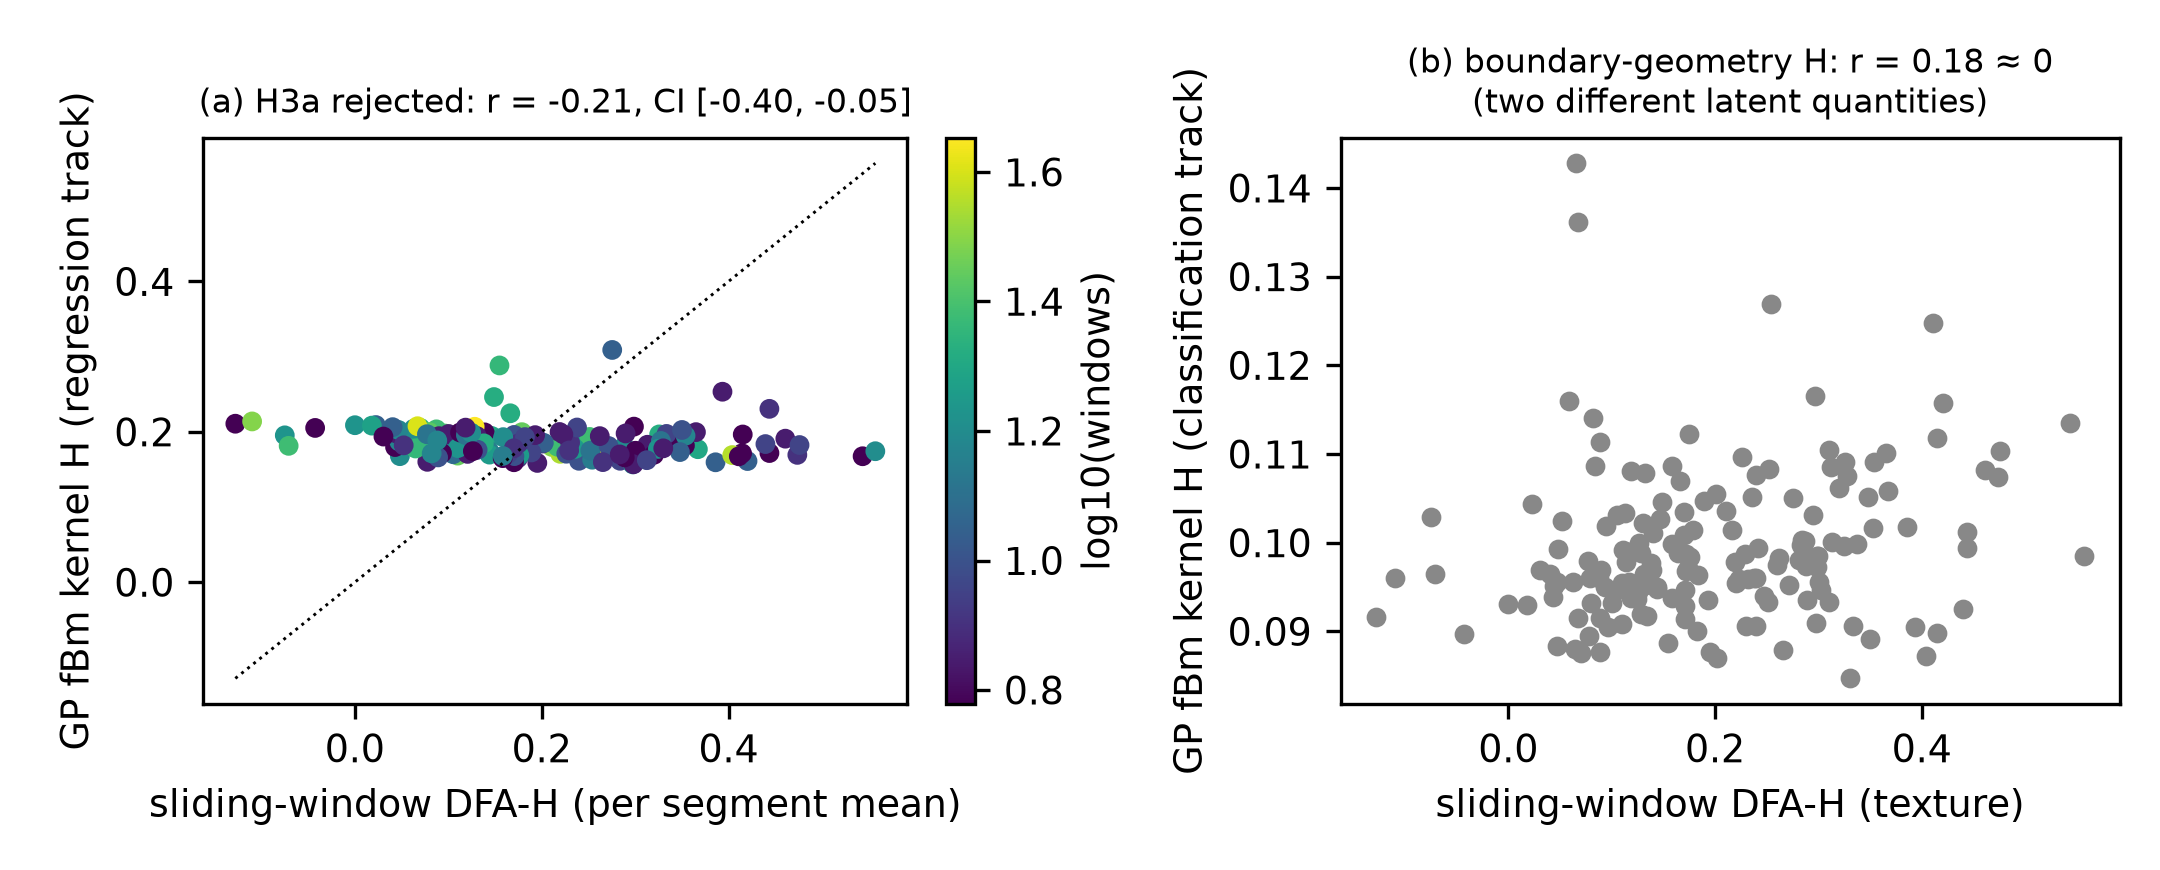 (a) H3a rejected: r = -0.21, CI [-0.40, -0.05]
GP fBm kernel H (regression track)
0.4
0.2
0.0
0.0 0.2 0.4
sliding-window DFA-H (per segment mean)
1.6
1.4
1.2
1.0
0.8
log10(windows)
(b) boundary-geometry H: r = 0.18 ≈ 0
(two different latent quantities)
GP fBm kernel H (classification track)
0.14
0.13
0.12
0.11
0.10
0.09
0.0 0.2 0.4
sliding-window DFA-H (texture)